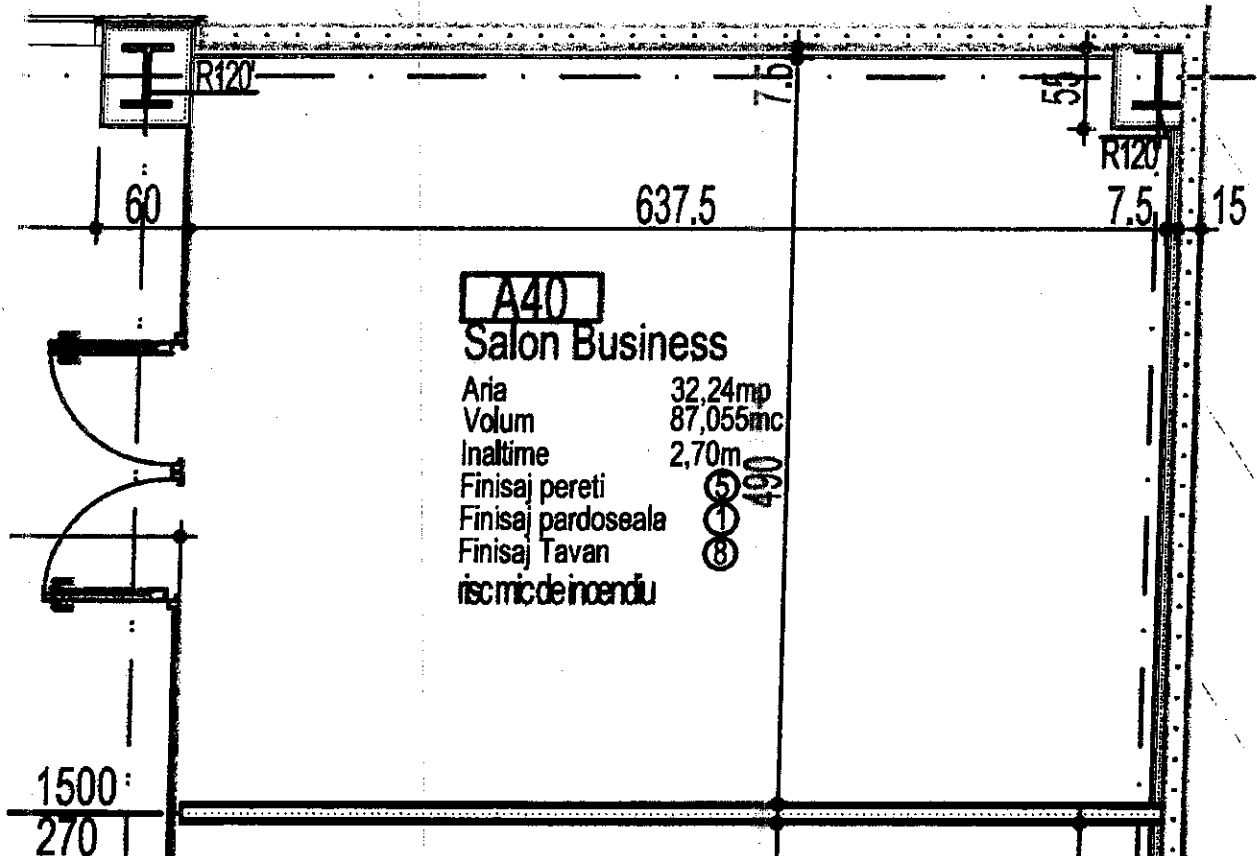 R120'
7.5
55
R120'
60
637.5
7.5
15
A40
Salon Business
Aria 32,24mp
Volum 87,055mc
Inaltime 2,70m
490
Finisaj pereti 5
Finisaj pardoseala 1
Finisaj Tavan 8
risc mic de incendiu
1500
270